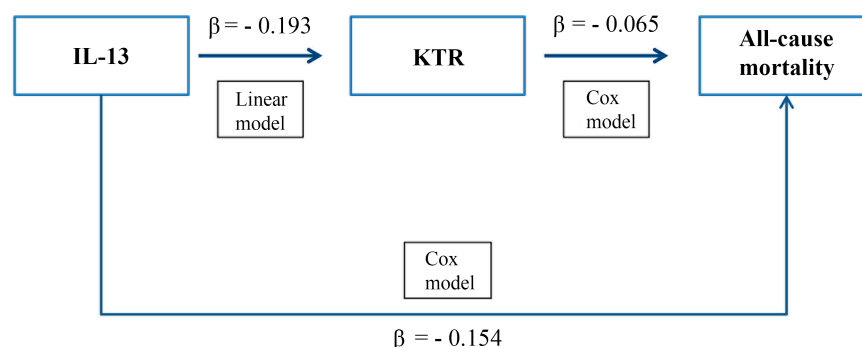 β = - 0.193
β = - 0.065
IL-13
KTR
All-cause
mortality
Linear
model
Cox
model
Cox
model
β = - 0.154